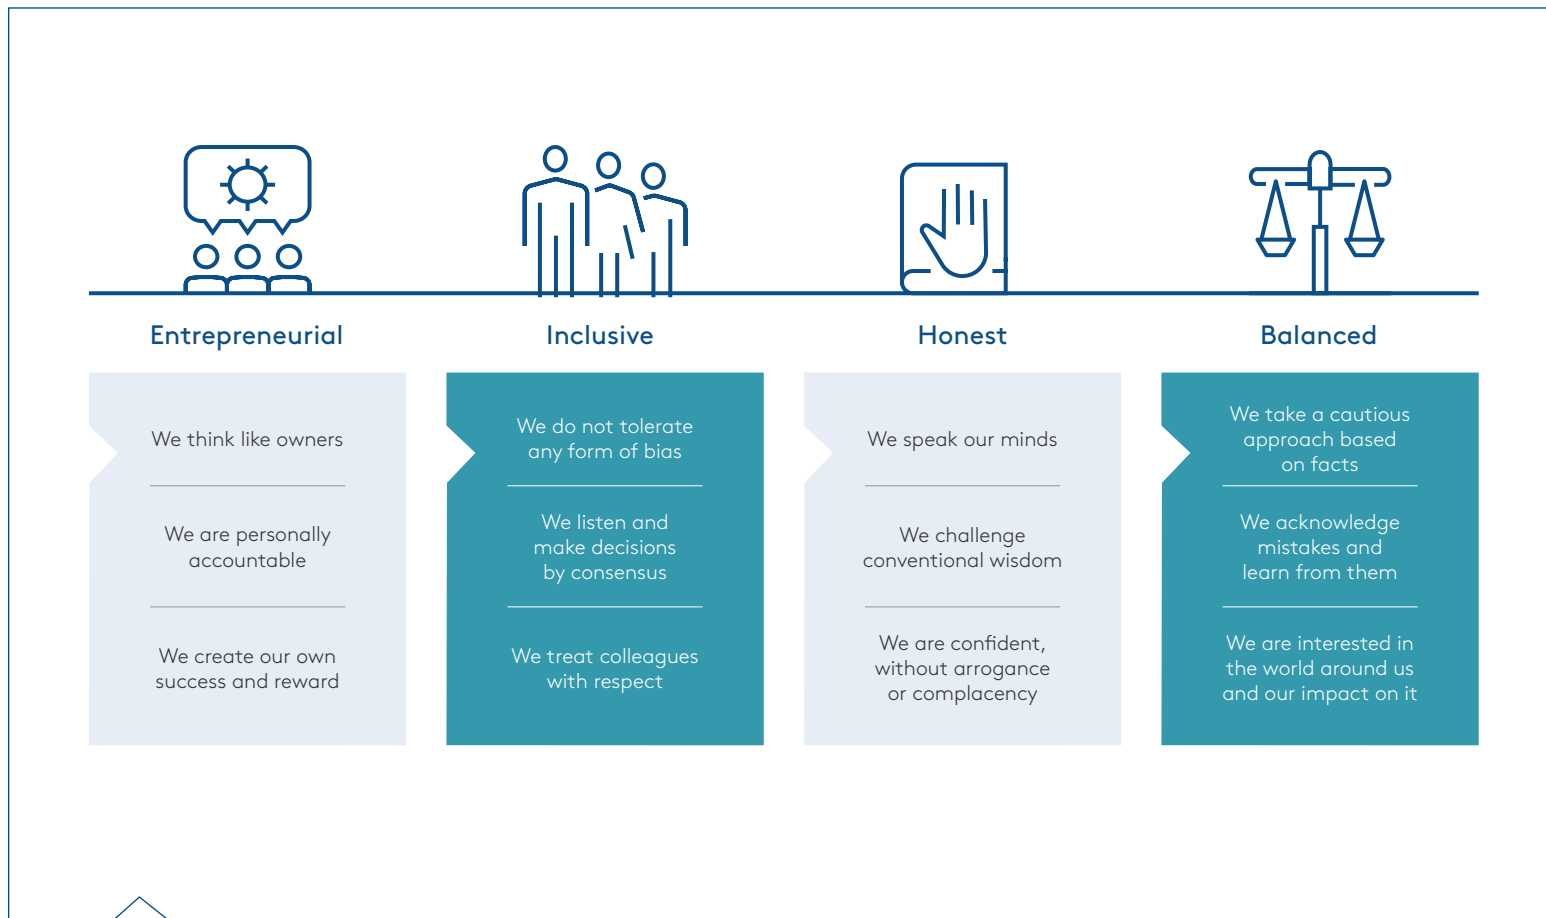 Entrepreneurial
We think like owners
We are personally
accountable
We create our own
success and reward
Inclusive
We do not tolerate
any form of bias
We listen and
make decisions
by consensus
We treat colleagues
with respect
Honest
We speak our minds
We challenge
conventional wisdom
We are confident,
without arrogance
or complacency
Balanced
We take a cautious
approach based
on facts
We acknowledge
mistakes and
learn from them
We are interested in
the world around us
and our impact on it